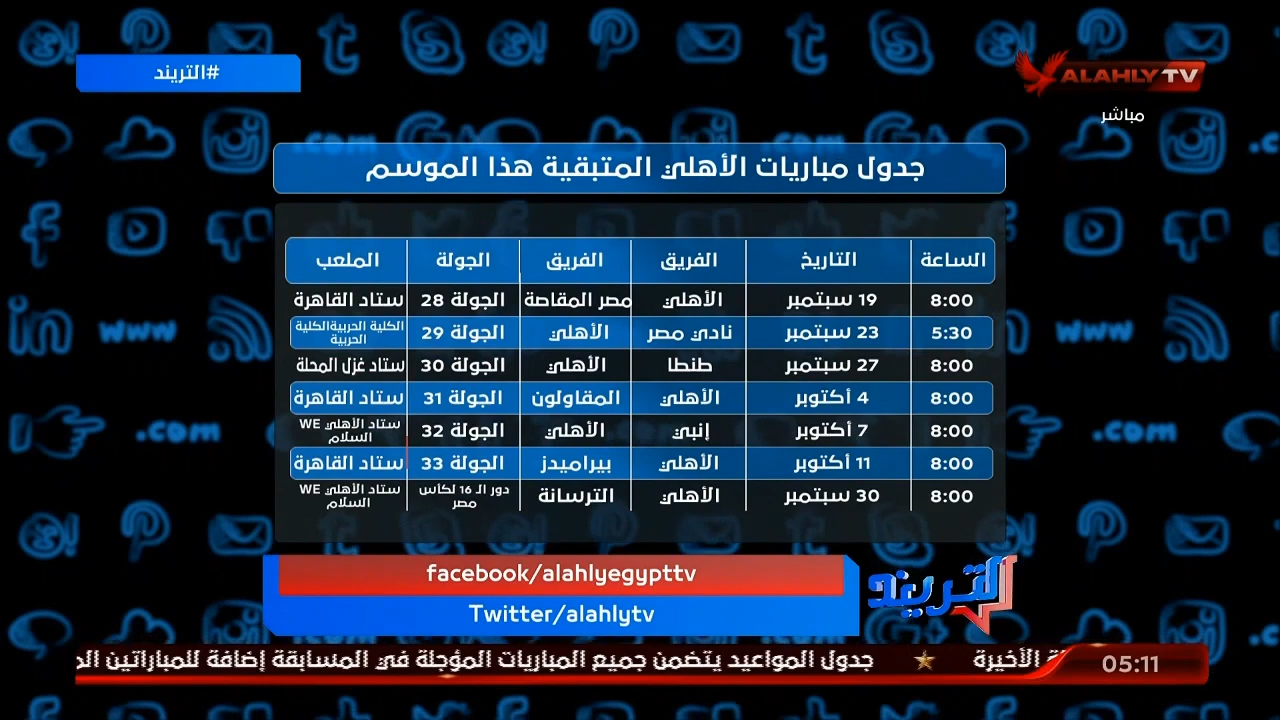 #التريند
ALAHLY TV
مباشر
جدول مباريات الأهلي المتبقية هذا الموسم
الساعة التاريخ الفريق الفريق الجولة الملعب
8:00 19 سبتمبر الأهلي مصر المقاصة الجولة 28 ستاد القاهرة
5:30 23 سبتمبر نادي مصر الأهلي الجولة 29 الكلية الحربيةالكلية الحربية
8:00 27 سبتمبر طنطا الأهلي الجولة 30 ستاد غزل المحلة
8:00 4 أكتوبر الأهلي المقاولون الجولة 31 ستاد القاهرة
8:00 7 أكتوبر إنبي الأهلي الجولة 32 ستاد الأهلي WE السلام
8:00 11 أكتوبر الأهلي بيراميدز الجولة 33 ستاد القاهرة
8:00 30 سبتمبر الأهلي الترسانة دور الـ 16 لكأس مصر ستاد الأهلي WE السلام
facebook/alahlyegypttv
Twitter/alahlytv
التريند
الأخيرة ★ جدول المواعيد يتضمن جميع المباريات المؤجلة في المسابقة إضافة للمباراتين
05:11